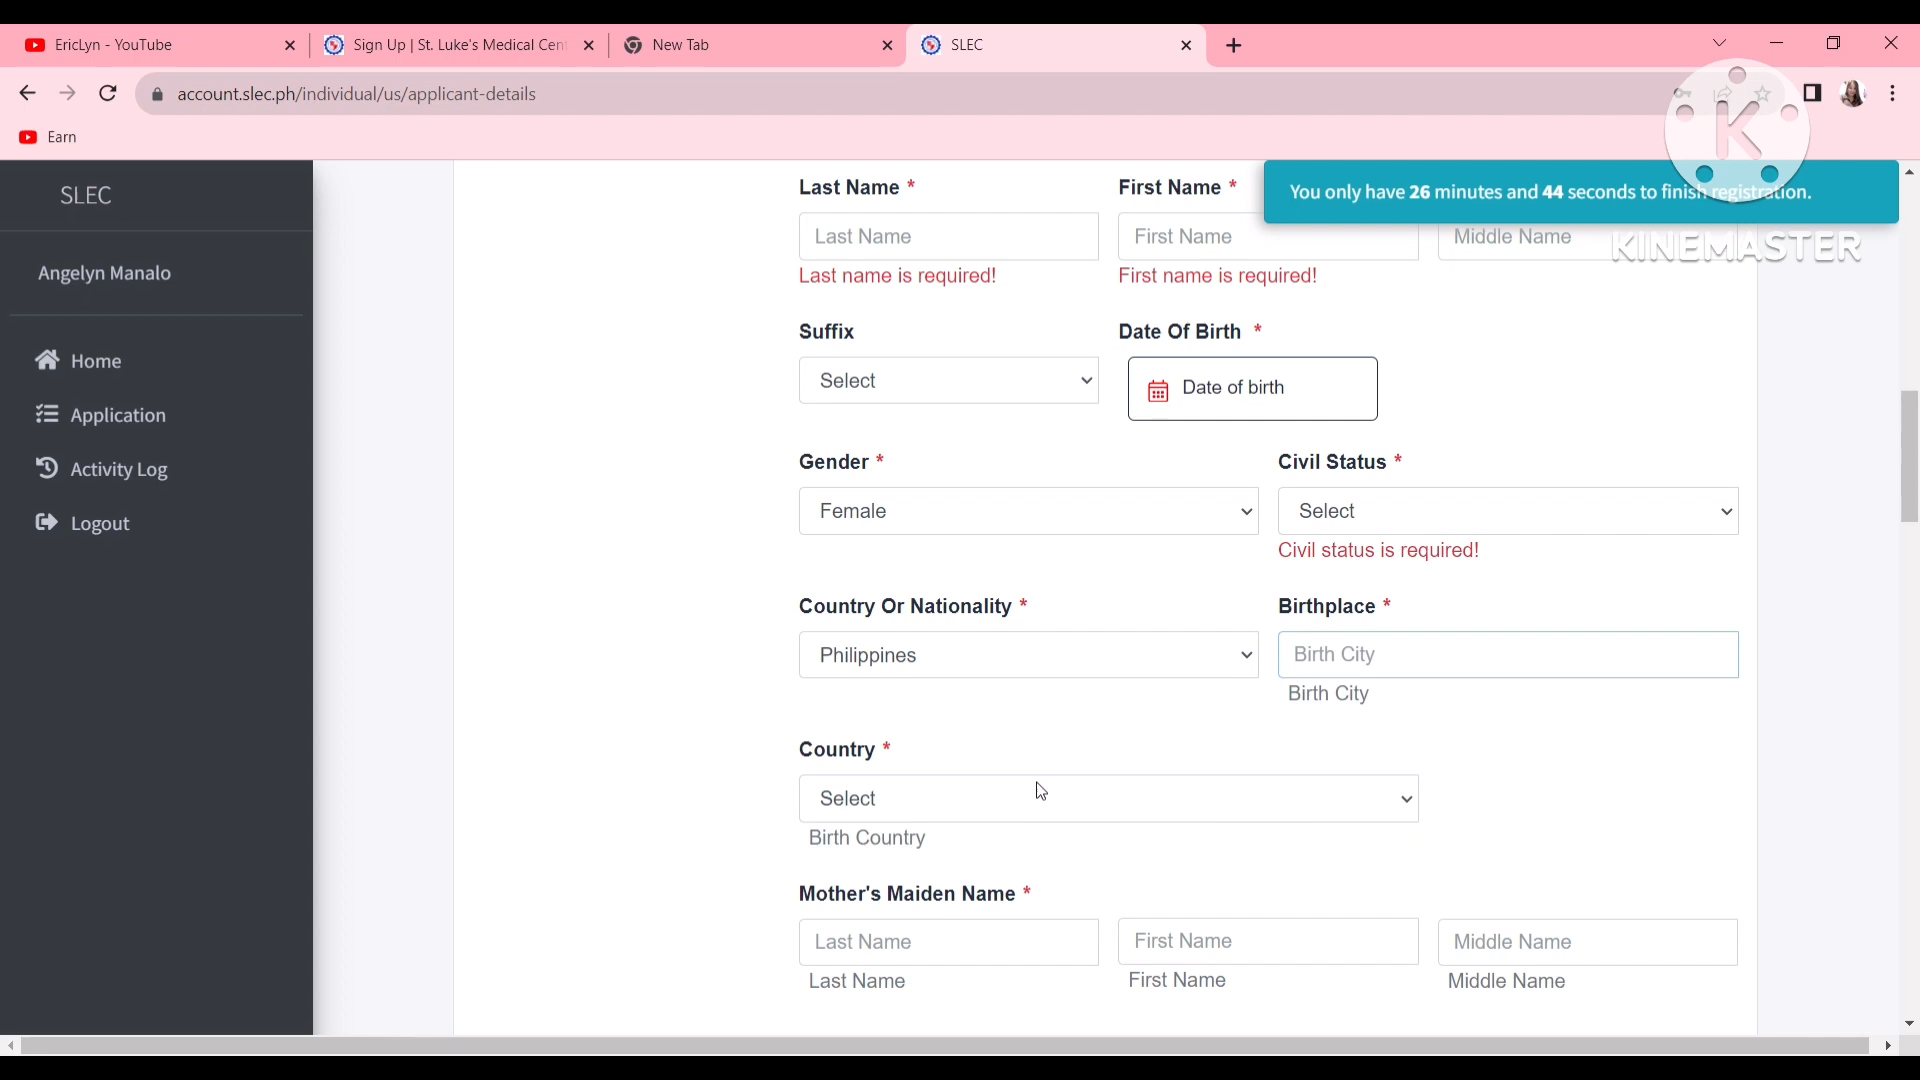 EricLyn - YouTube
Sign Up | St. Luke's Medical Cen
New Tab
SLEC
account.slec.ph/individual/us/applicant-details
Earn
SLEC
Angelyn Manalo
Home
Application
Activity Log
Logout
You only have 26 minutes and 44 seconds to finish registration.
K
KINEMASTER
Last Name *
First Name *
Last Name
First Name
Middle Name
Last name is required!
First name is required!
Suffix
Date Of Birth *
Select
Date of birth
Gender *
Civil Status *
Female
Select
Civil status is required!
Country Or Nationality *
Birthplace *
Philippines
Birth City
Birth City
Country *
Select
Birth Country
Mother's Maiden Name *
Last Name
First Name
Middle Name
Last Name
First Name
Middle Name